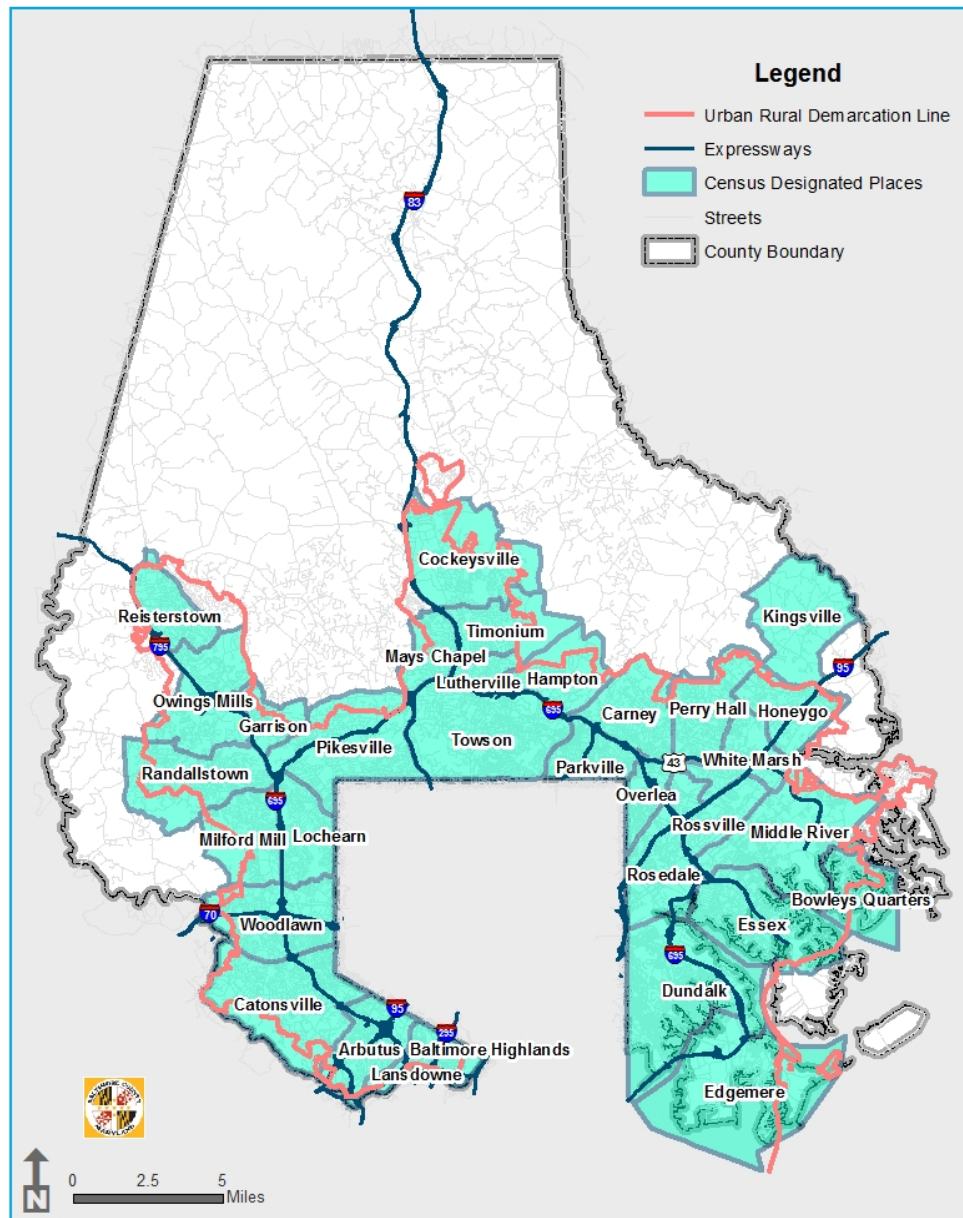 Legend
Urban Rural Demarcation Line
Expressways
Census Designated Places
Streets
County Boundary
83
Cockeysville
Kingsville
Reisterstown
Timonium
795
Mays Chapel
95
Lutherville
Hampton
Owings Mills
695
Perry Hall
Honeygo
Carney
Garrison
Pikesville
Towson
43
White Marsh
Parkville
Randallstown
Overlea
695
Rossville
Middle River
Milford Mill
Lochearn
Rosedale
Bowleys Quarters
70
Woodlawn
Essex
695
Dundalk
Catonsville
95
295
Arbutus
Baltimore Highlands
Lansdowne
Edgemere
BALTIMORE COUNTY
MARYLAND
N
0 2.5 5
Miles